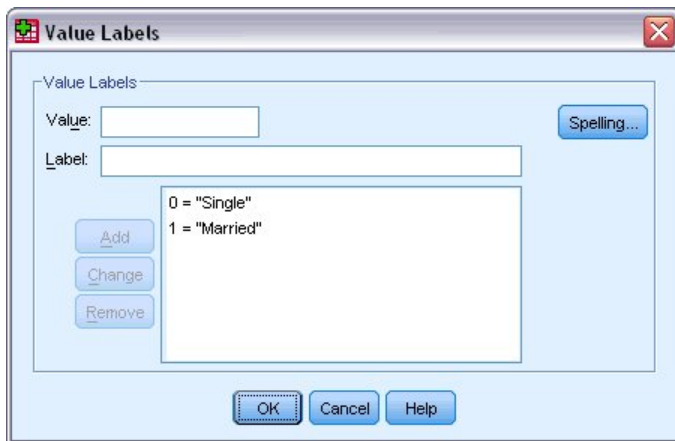 Value Labels
Value Labels
Value:
Spelling...
Label:
0 = "Single"
1 = "Married"
Add
Change
Remove
OK Cancel Help